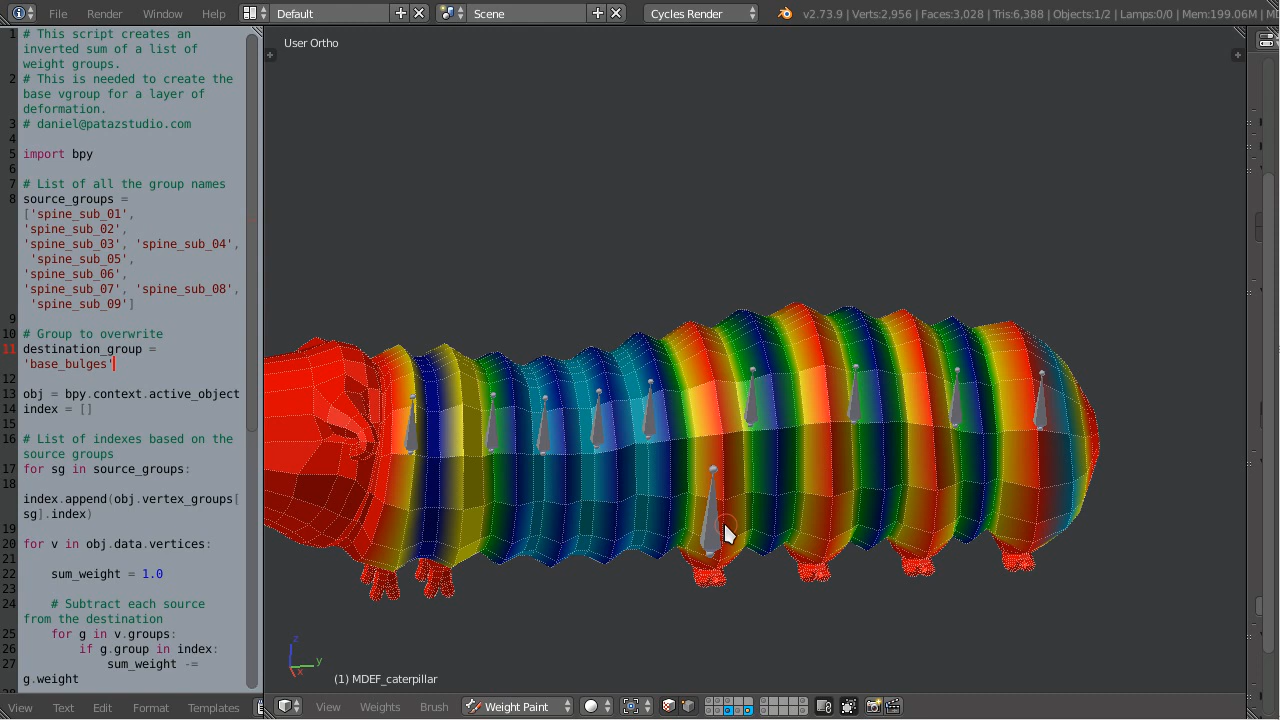 File Render Window Help Default Scene Cycles Render v2.73.9 | Verts:2,956 | Faces:3,028 | Tris:6,388 | Objects:1/2 | Lamps:0/0 | Mem:199.06M |
User Ortho
1 # This script creates an
inverted sum of a list of
weight groups.
2 # This is needed to create the
base vgroup for a layer of
deformation.
3 # daniel@patazstudio.com
4
5 import bpy
6
7 # List of all the group names
8 source_groups =
['spine_sub_01',
'spine_sub_02',
'spine_sub_03', 'spine_sub_04',
'spine_sub_05',
'spine_sub_06',
'spine_sub_07', 'spine_sub_08',
'spine_sub_09']
9
10 # Group to overwrite
11 destination_group =
'base_bulges'
12
13 obj = bpy.context.active_object
14 index = []
15
16 # List of indexes based on the
source groups
17 for sg in source_groups:
18
index.append(obj.vertex_groups[
sg].index)
19
20 for v in obj.data.vertices:
21
22 sum_weight = 1.0
23
24 # Subtract each source
from the destination
25 for g in v.groups:
26 if g.group in index:
27 sum_weight -=
g.weight
z
y
x
(1) MDEF_caterpillar
View Text Edit Format Templates
View Weights Brush Weight Paint